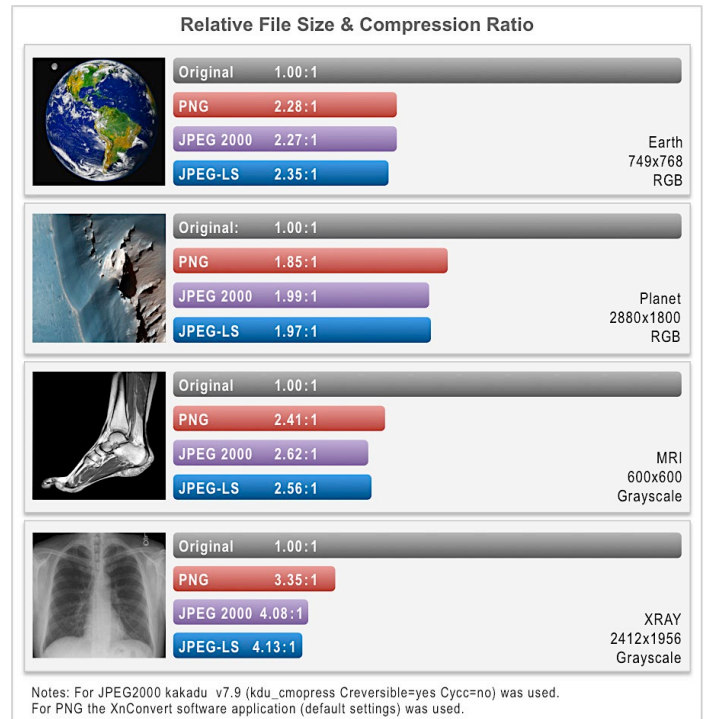 Relative File Size & Compression Ratio
Original 1.00:1
PNG 2.28:1
JPEG 2000 2.27:1
JPEG-LS 2.35:1
Earth
749x768
RGB
Original: 1.00:1
PNG 1.85:1
JPEG 2000 1.99:1
JPEG-LS 1.97:1
Planet
2880x1800
RGB
Original 1.00:1
PNG 2.41:1
JPEG 2000 2.62:1
JPEG-LS 2.56:1
MRI
600x600
Grayscale
Original 1.00:1
PNG 3.35:1
JPEG 2000 4.08:1
JPEG-LS 4.13:1
XRAY
2412x1956
Grayscale
Notes: For JPEG2000 kakadu v7.9 (kdu_cmopress Creversible=yes Cycc=no) was used.
For PNG the XnConvert software application (default settings) was used.